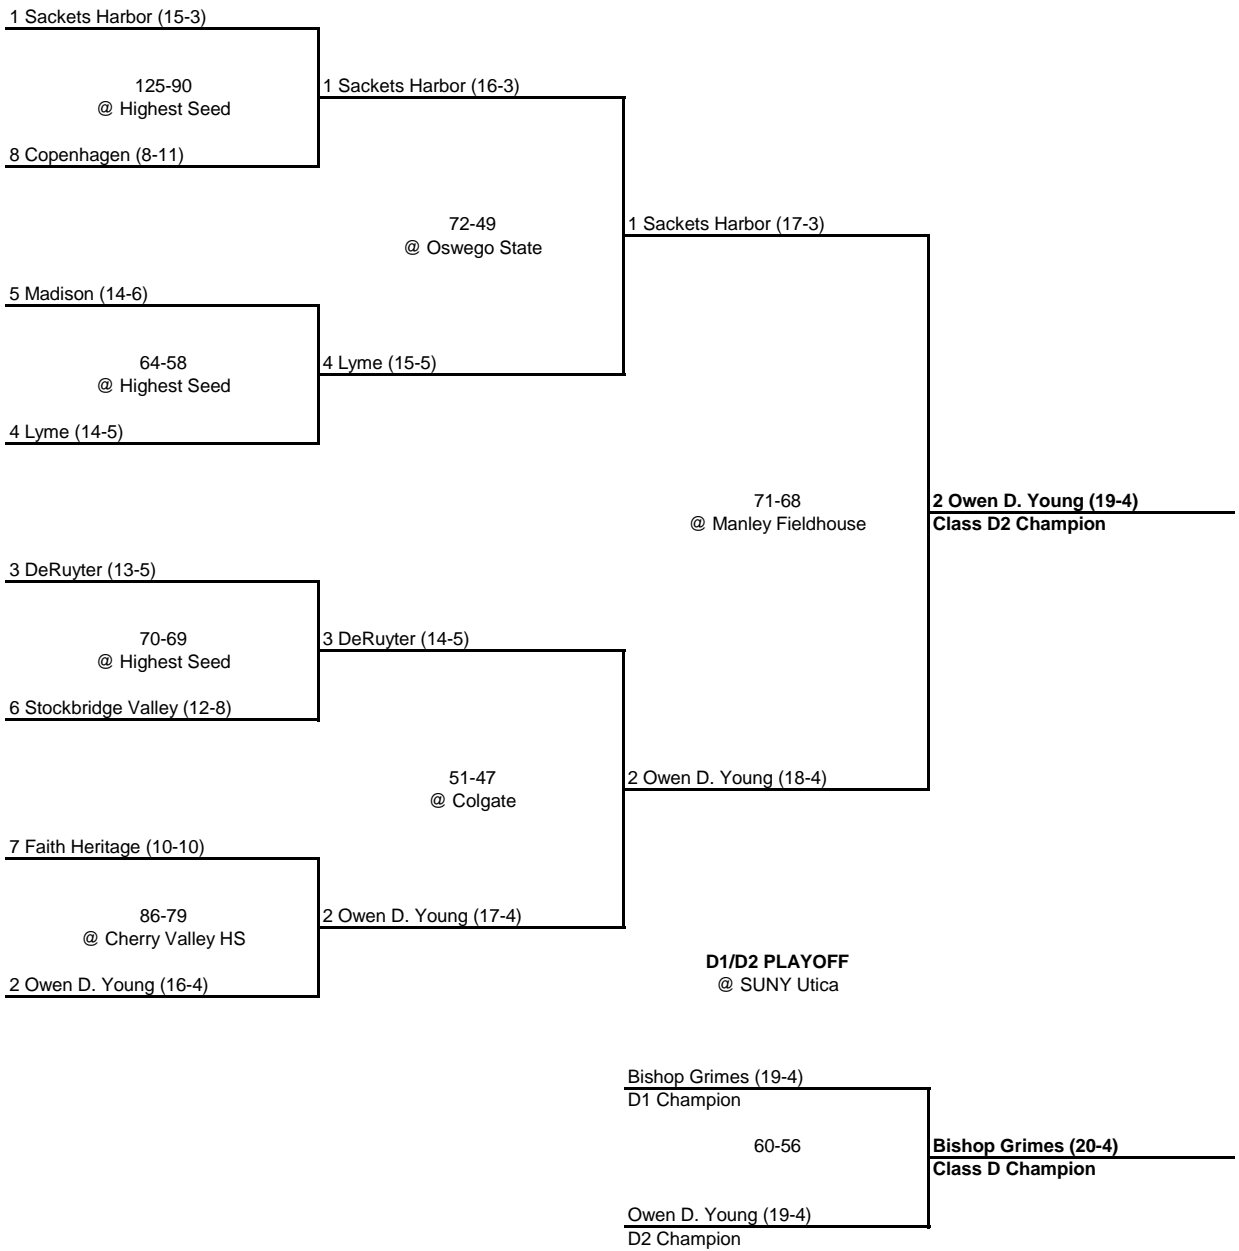 1 Sackets Harbor (15-3)
125-90
@ Highest Seed
1 Sackets Harbor (16-3)
8 Copenhagen (8-11)
72-49
@ Oswego State
1 Sackets Harbor (17-3)
5 Madison (14-6)
64-58
@ Highest Seed
4 Lyme (15-5)
4 Lyme (14-5)
71-68
@ Manley Fieldhouse
2 Owen D. Young (19-4)
Class D2 Champion
3 DeRuyter (13-5)
70-69
@ Highest Seed
3 DeRuyter (14-5)
6 Stockbridge Valley (12-8)
51-47
@ Colgate
2 Owen D. Young (18-4)
7 Faith Heritage (10-10)
86-79
@ Cherry Valley HS
2 Owen D. Young (17-4)
2 Owen D. Young (16-4)
D1/D2 PLAYOFF
@ SUNY Utica
Bishop Grimes (19-4)
D1 Champion
60-56
Bishop Grimes (20-4)
Class D Champion
Owen D. Young (19-4)
D2 Champion